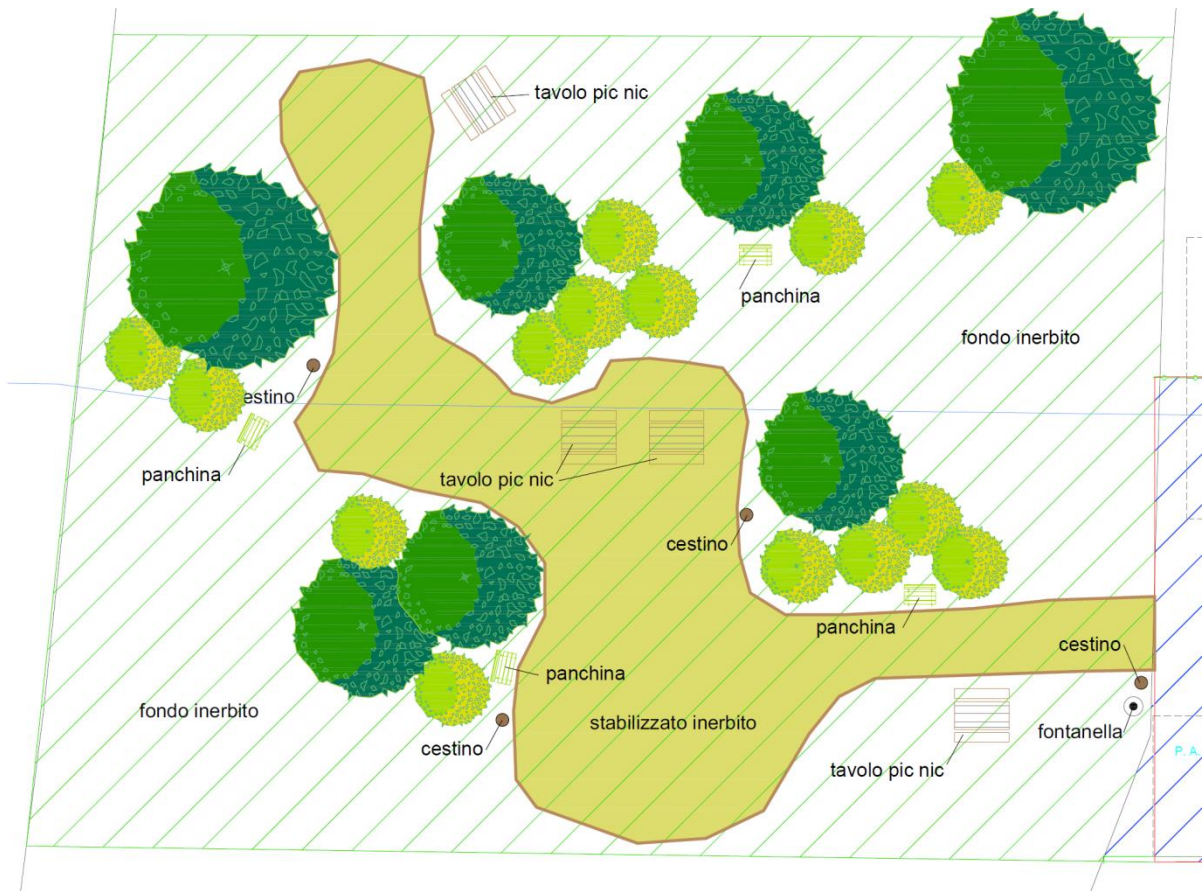 tavolo pic nic
panchina
fondo inerbito
estino
panchina
tavolo pic nic
cestino
panchina
cestino
panchina
fondo inerbito
stabilizzato inerbito
cestino
fontanella
tavolo pic nic
P. A.